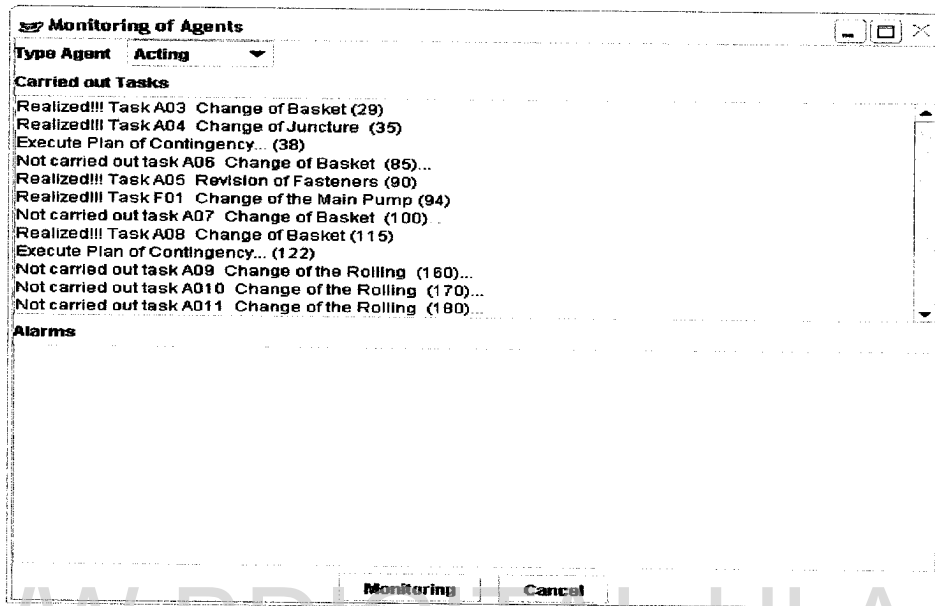 Monitoring of Agents
Type Agent Acting
Carried out Tasks
Realized!!! Task A03 Change of Basket (29)
Realized!!! Task A04 Change of Juncture (35)
Execute Plan of Contingency... (38)
Not carried out task A06 Change of Basket (85)...
Realized!!! Task A05 Revision of Fasteners (90)
Realized!!! Task F01 Change of the Main Pump (94)
Not carried out task A07 Change of Basket (100)...
Realized!!! Task A08 Change of Basket (115)
Execute Plan of Contingency... (122)
Not carried out task A09 Change of the Rolling (160)...
Not carried out task A010 Change of the Rolling (170)...
Not carried out task A011 Change of the Rolling (180)...
Alarms
Monitoring Cancel